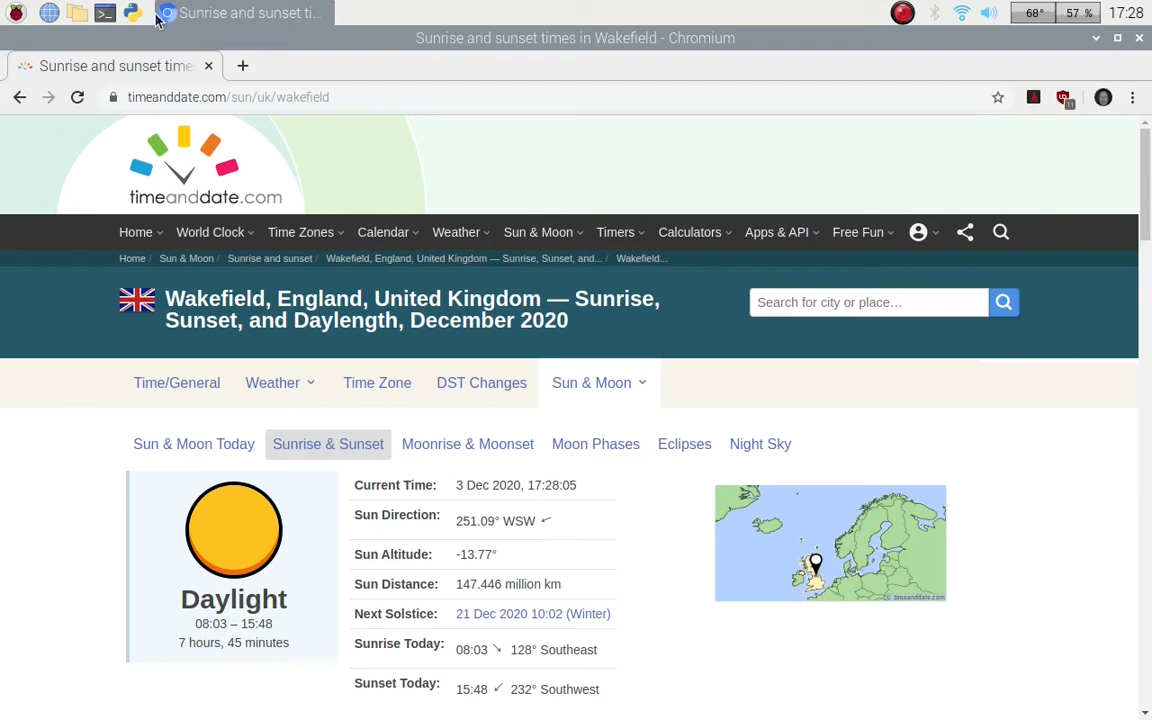 Sunrise and sunset ti...
68° 57 % 17:28
Sunrise and sunset times in Wakefield - Chromium
Sunrise and sunset time
timeanddate.com/sun/uk/wakefield
11
timeanddate.com
Home World Clock Time Zones Calendar Weather Sun & Moon Timers Calculators Apps & API Free Fun
Home / Sun & Moon / Sunrise and sunset / Wakefield, England, United Kingdom — Sunrise, Sunset, and... / Wakefield...
Wakefield, England, United Kingdom — Sunrise,
Sunset, and Daylength, December 2020
Search for city or place…
Time/General Weather Time Zone DST Changes Sun & Moon
Sun & Moon Today Sunrise & Sunset Moonrise & Moonset Moon Phases Eclipses Night Sky
Daylight
08:03 – 15:48
7 hours, 45 minutes
Current Time: 3 Dec 2020, 17:28:05
Sun Direction: 251.09° WSW ←
Sun Altitude: -13.77°
Sun Distance: 147.446 million km
Next Solstice: 21 Dec 2020 10:02 (Winter)
Sunrise Today: 08:03 ↘ 128° Southeast
Sunset Today: 15:48 ↙ 232° Southwest
© timeanddate.com